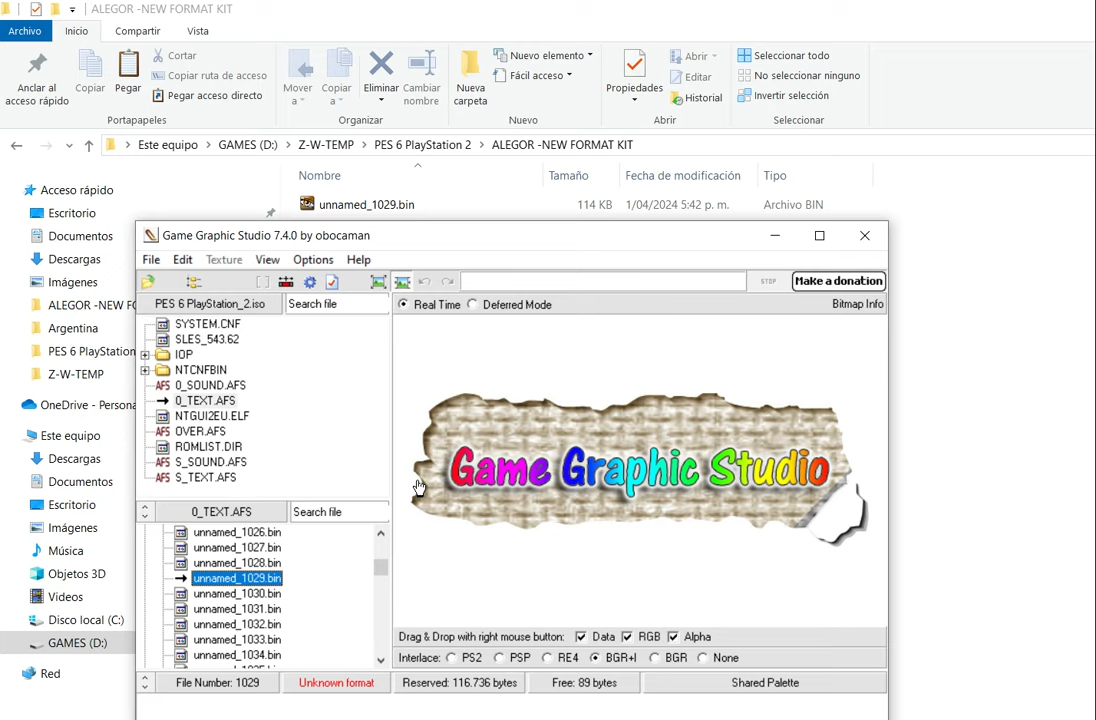 ALEGOR -NEW FORMAT KIT
Archivo Inicio Compartir Vista
Anclar al acceso rápido
Copiar
Pegar
Cortar
Copiar ruta de acceso
Pegar acceso directo
Portapapeles
Mover a
Copiar a
Eliminar
Cambiar nombre
Organizar
Nueva carpeta
Nuevo elemento
Fácil acceso
Nuevo
Propiedades
Abrir
Editar
Historial
Abrir
Seleccionar todo
No seleccionar ninguno
Invertir selección
Seleccionar
Este equipo > GAMES (D:) > Z-W-TEMP > PES 6 PlayStation 2 > ALEGOR -NEW FORMAT KIT
Nombre Tamaño Fecha de modificación Tipo
unnamed_1029.bin 114 KB 1/04/2024 5:42 p. m. Archivo BIN
Acceso rápido
Escritorio
Documentos
Descargas
Imágenes
ALEGOR -NEW FO
Argentina
PES 6 PlayStation
Z-W-TEMP
OneDrive - Persona
Este equipo
Descargas
Documentos
Escritorio
Imágenes
Música
Objetos 3D
Videos
Disco local (C:)
GAMES (D:)
Red
Game Graphic Studio 7.4.0 by obocaman
File Edit Texture View Options Help
STOP
Make a donation
PES 6 PlayStation_2.iso Search file
Real Time Deferred Mode Bitmap Info
SYSTEM.CNF
SLES_543.62
IOP
NTCNFBIN
AFS 0_SOUND.AFS
0_TEXT.AFS
NTGUI2EU.ELF
AFS OVER.AFS
ROMLIST.DIR
AFS S_SOUND.AFS
AFS S_TEXT.AFS
Game Graphic Studio
0_TEXT.AFS Search file
unnamed_1026.bin
unnamed_1027.bin
unnamed_1028.bin
unnamed_1029.bin
unnamed_1030.bin
unnamed_1031.bin
unnamed_1032.bin
unnamed_1033.bin
unnamed_1034.bin
Drag & Drop with right mouse button: Data RGB Alpha
Interlace: PS2 PSP RE4 BGR+I BGR None
File Number: 1029 Unknown format Reserved: 116.736 bytes Free: 89 bytes Shared Palette